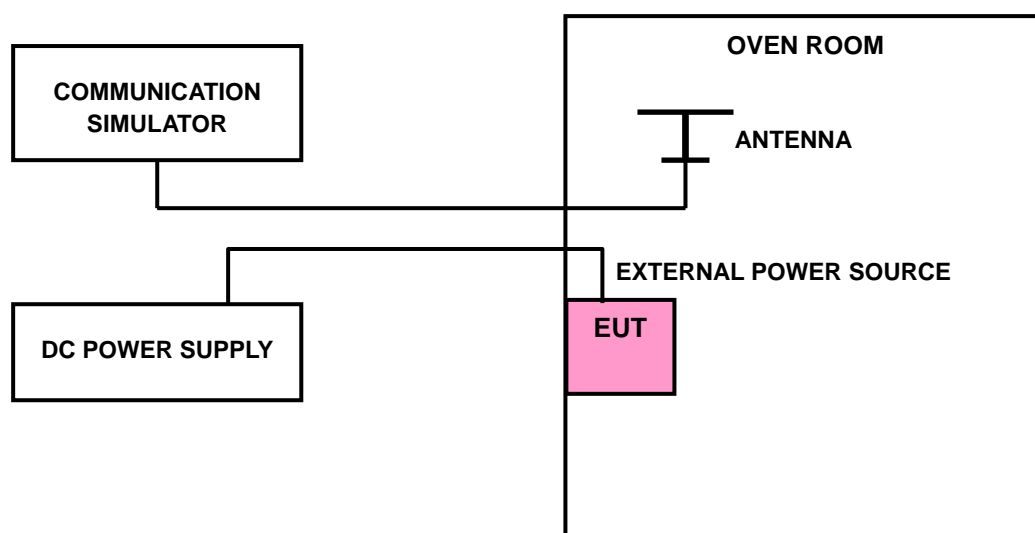 OVEN ROOM
COMMUNICATION
SIMULATOR
ANTENNA
EXTERNAL POWER SOURCE
EUT
DC POWER SUPPLY